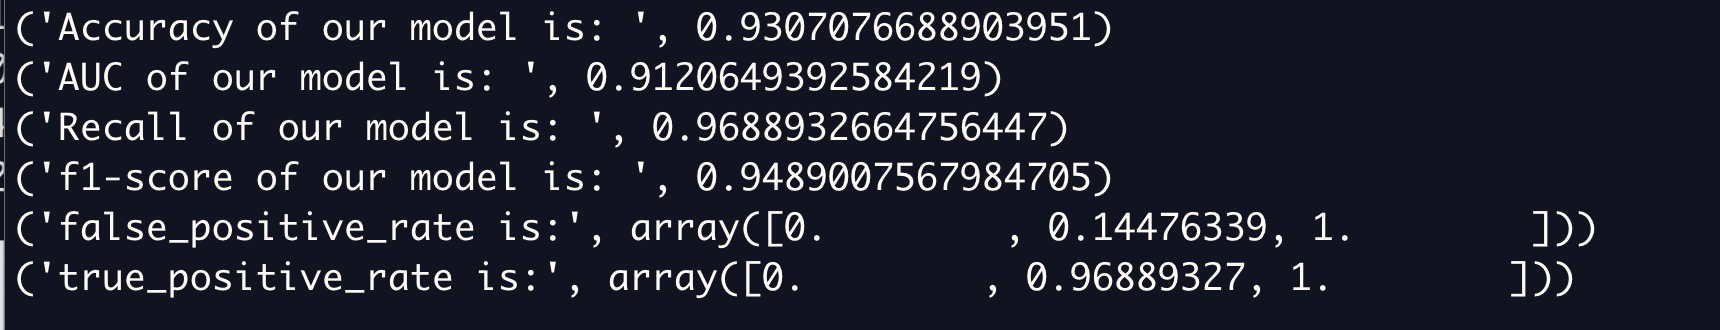 ('Accuracy of our model is: ', 0.9307076688903951)
('AUC of our model is: ', 0.9120649392584219)
('Recall of our model is: ', 0.9688932664756447)
('f1-score of our model is: ', 0.9489007567984705)
('false_positive_rate is:', array([0.        , 0.14476339, 1.        ]))
('true_positive_rate is:', array([0.        , 0.96889327, 1.        ]))